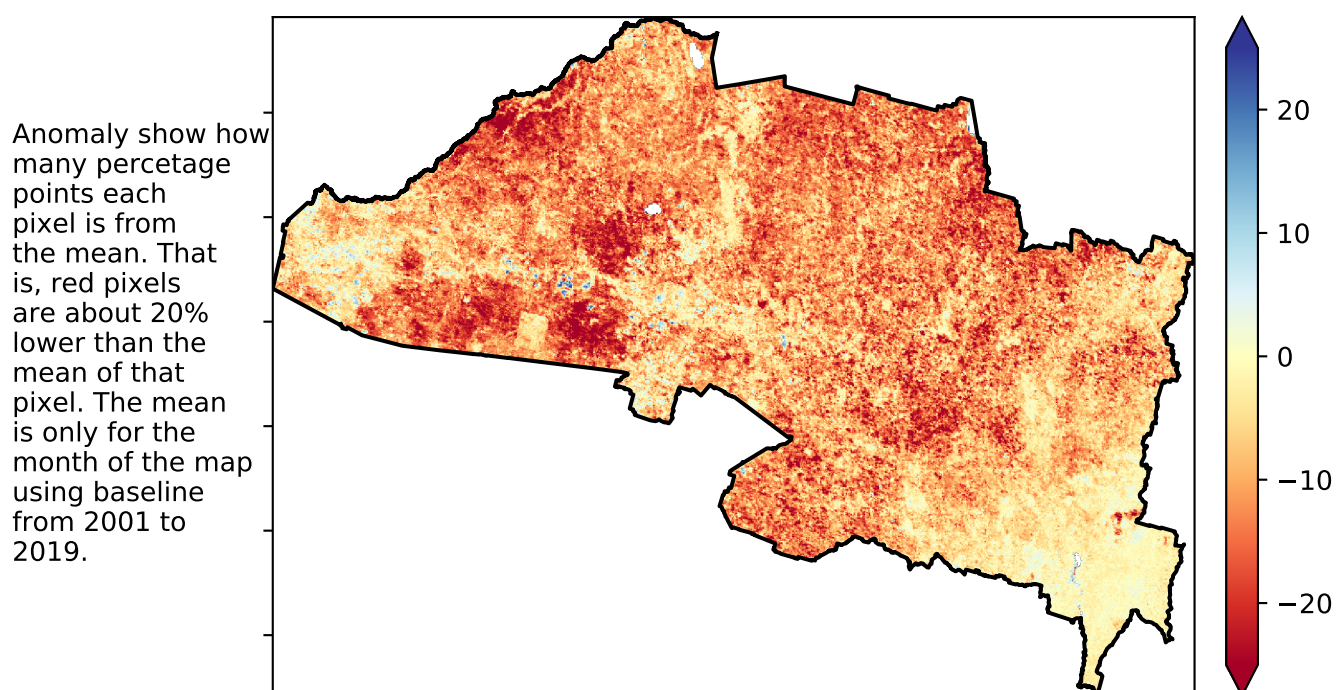 Anomaly show how
many percetage
points each
pixel is from
the mean. That
is, red pixels
are about 20%
lower than the
mean of that
pixel. The mean
is only for the
month of the map
using baseline
from 2001 to
2019.
20
10
0
−10
−20